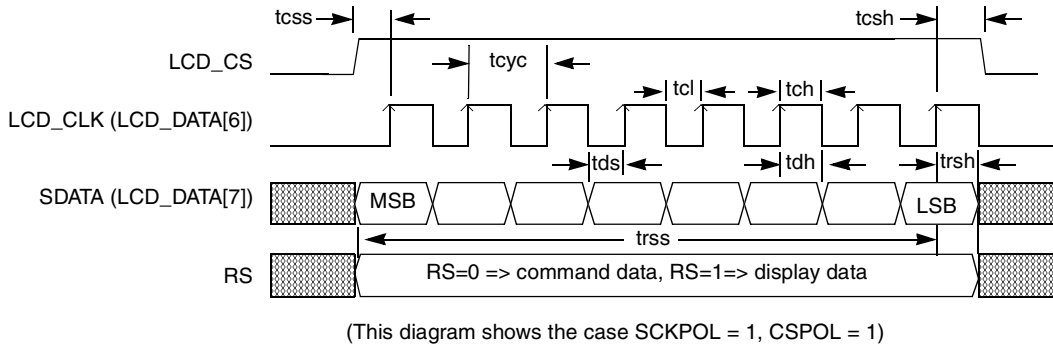 tcss
tcsh
LCD_CS
tcyc
tcl
tch
LCD_CLK (LCD_DATA[6])
tds
tdh
trsh
SDATA (LCD_DATA[7])
MSB
LSB
trss
RS
RS=0 => command data, RS=1=> display data
(This diagram shows the case SCKPOL = 1, CSPOL = 1)